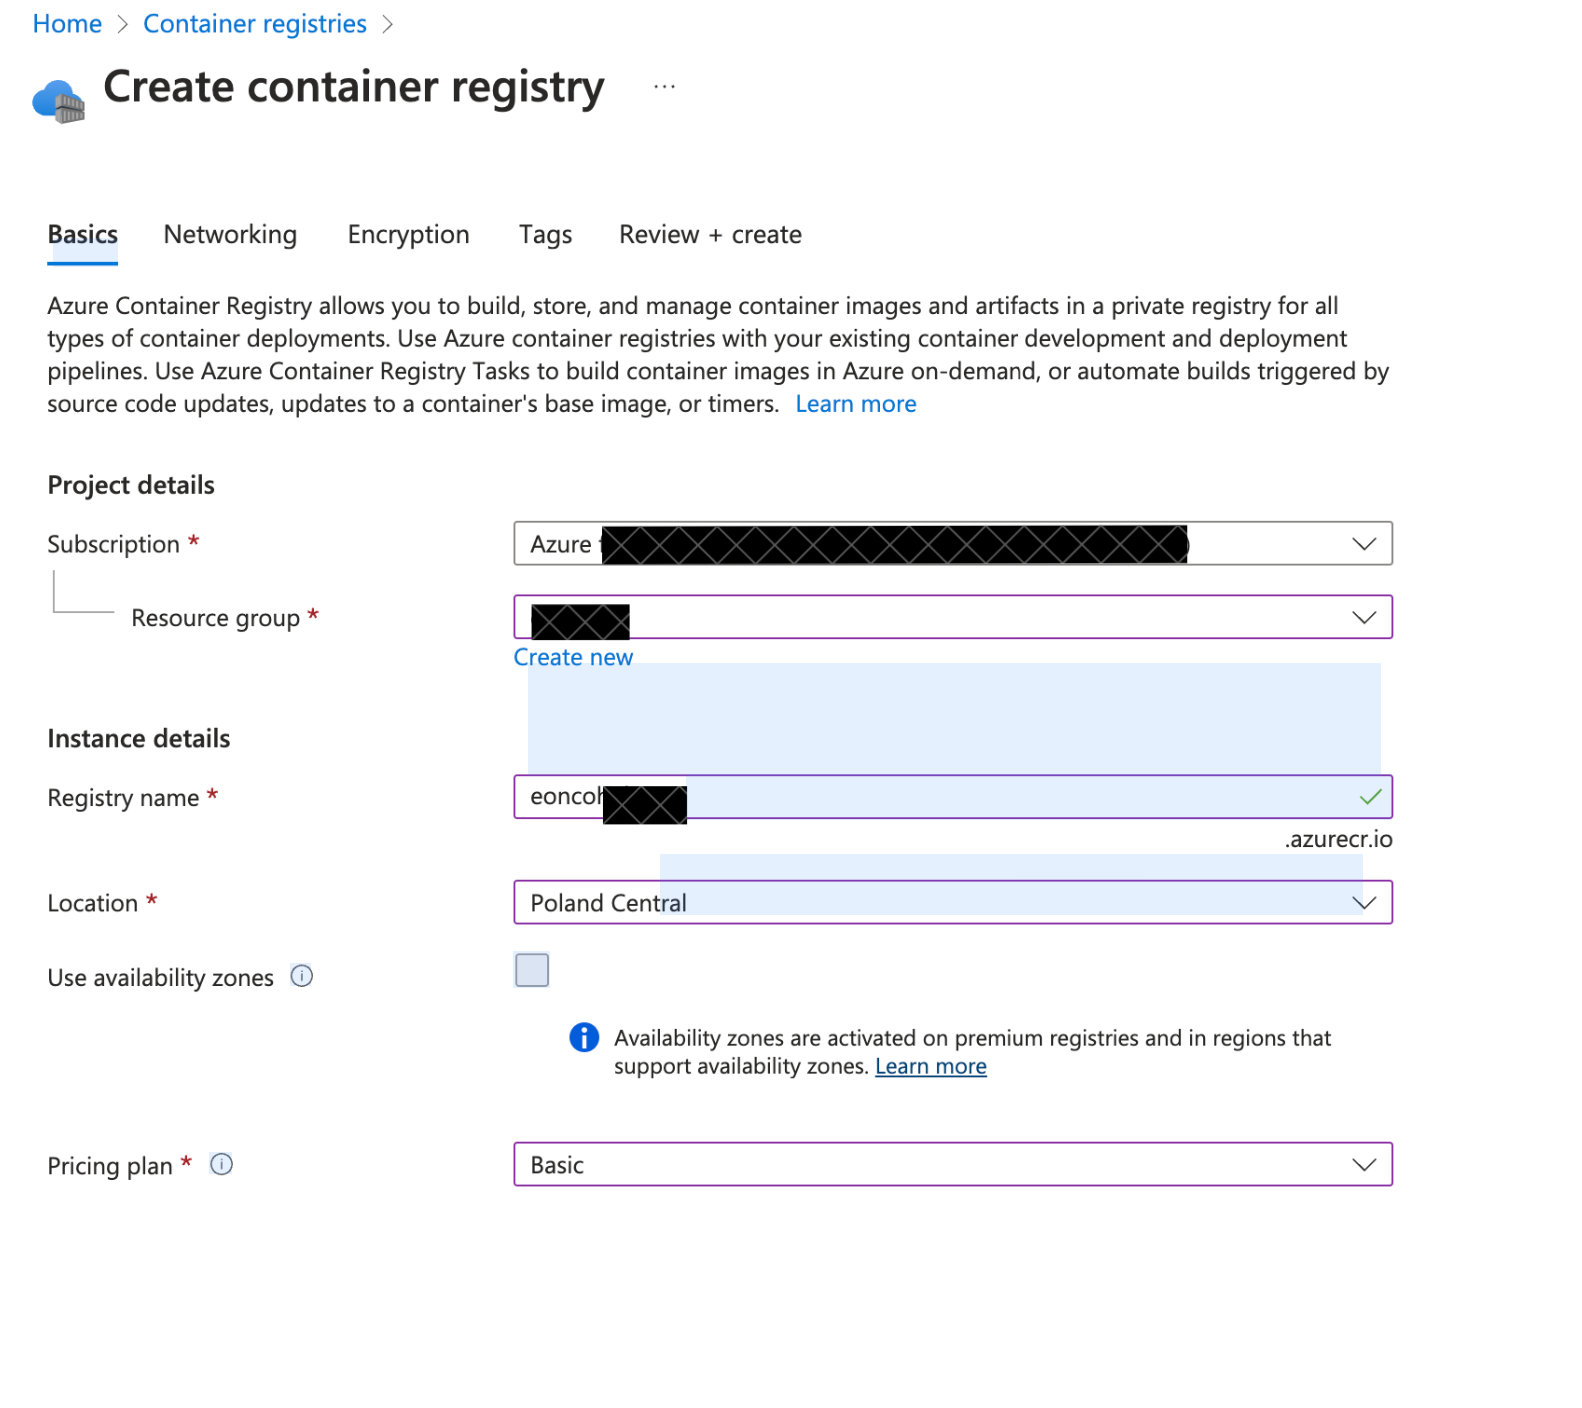 Home > Container registries >
Create container registry ...
Basics Networking Encryption Tags Review + create
Azure Container Registry allows you to build, store, and manage container images and artifacts in a private registry for all
types of container deployments. Use Azure container registries with your existing container development and deployment
pipelines. Use Azure Container Registry Tasks to build container images in Azure on-demand, or automate builds triggered by
source code updates, updates to a container's base image, or timers. Learn more
Project details
Subscription * Azure
Resource group *
Create new
Instance details
Registry name *
.azurecr.io
Location * Poland Central
Use availability zones
Availability zones are activated on premium registries and in regions that
support availability zones. Learn more
Pricing plan * Basic